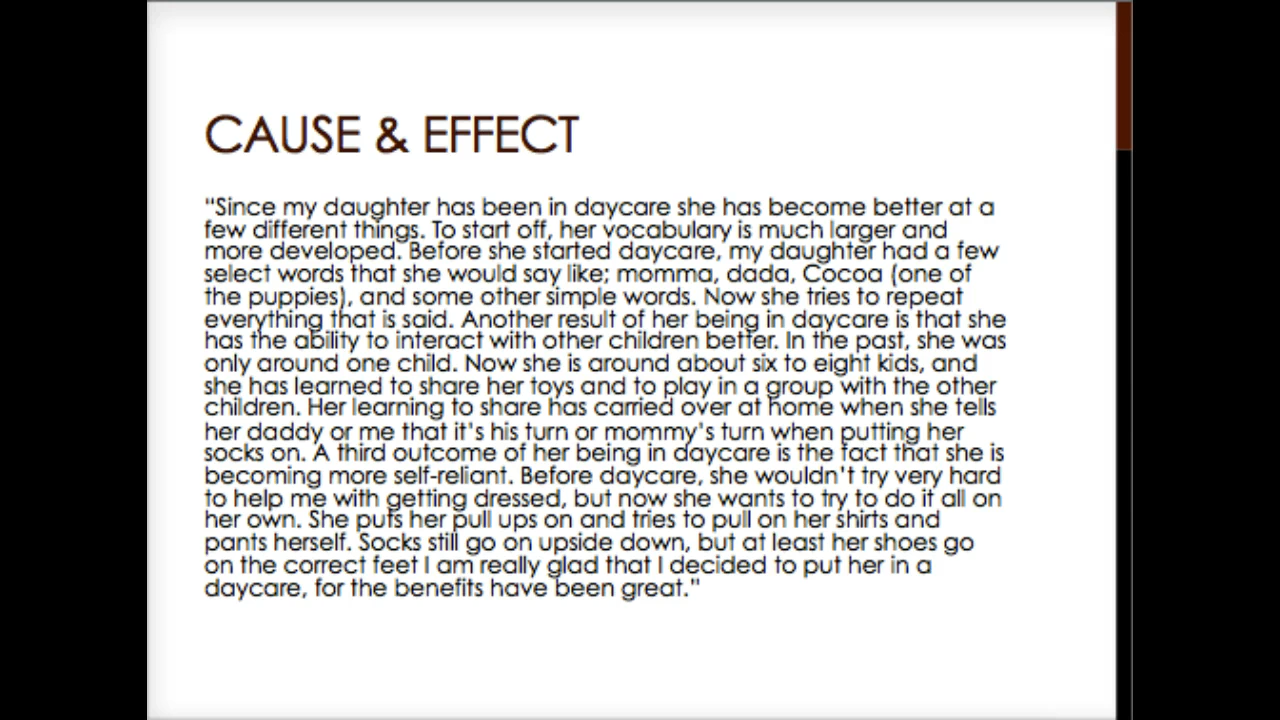 CAUSE & EFFECT
"Since my daughter has been in daycare she has become better at a
few different things. To start off, her vocabulary is much larger and
more developed. Before she started daycare, my daughter had a few
select words that she would say like; momma, dada, Cocoa (one of
the puppies), and some other simple words. Now she tries to repeat
everything that is said. Another result of her being in daycare is that she
has the ability to interact with other children better. In the past, she was
only around one child. Now she is around about six to eight kids, and
she has learned to share her toys and to play in a group with the other
children. Her learning to share has carried over at home when she tells
her daddy or me that it's his turn or mommy's turn when putting her
socks on. A third outcome of her being in daycare is the fact that she is
becoming more self-reliant. Before daycare, she wouldn't try very hard
to help me with getting dressed, but now she wants to try to do it all on
her own. She puts her pull ups on and tries to pull on her shirts and
pants herself. Socks still go on upside down, but at least her shoes go
on the correct feet I am really glad that I decided to put her in a
daycare, for the benefits have been great."